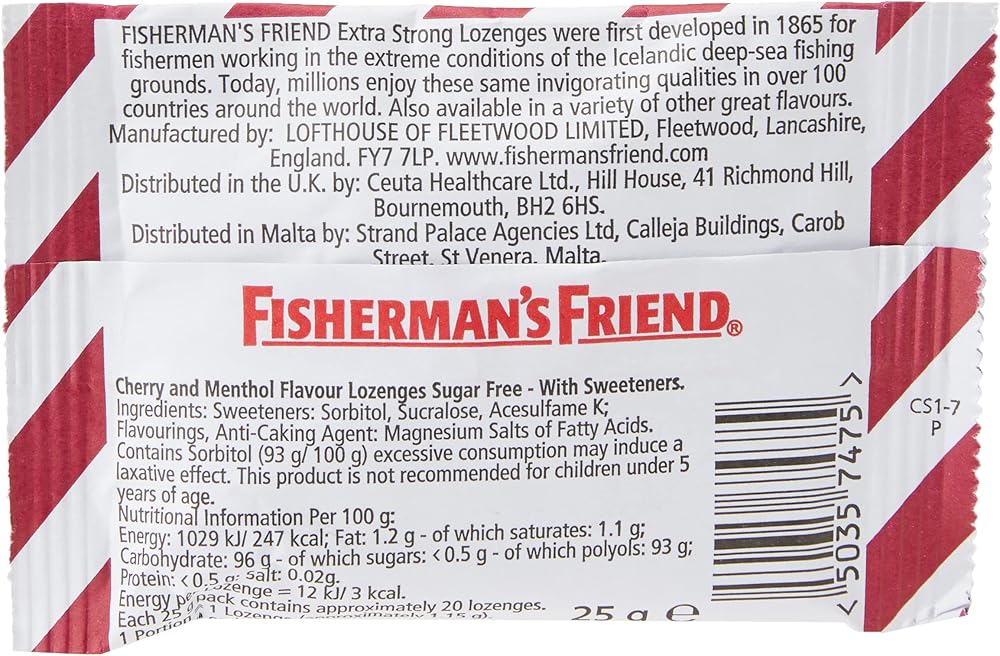 FISHERMAN'S FRIEND Extra Strong Lozenges were first developed in 1865 for
fishermen working in the extreme conditions of the Icelandic deep-sea fishing
grounds. Today, millions enjoy these same invigorating qualities in over 100
countries around the world. Also available in a variety of other great flavours.
Manufactured by: LOFTHOUSE OF FLEETWOOD LIMITED, Fleetwood, Lancashire,
England. FY7 7LP. www.fishermansfriend.com
Distributed in the U.K. by: Ceuta Healthcare Ltd., Hill House, 41 Richmond Hill,
Bournemouth, BH2 6HS.
Distributed in Malta by: Strand Palace Agencies Ltd, Calleja Buildings, Carob
Street, St Venera, Malta.
FISHERMAN'S FRIEND®
Cherry and Menthol Flavour Lozenges Sugar Free - With Sweeteners.
Ingredients: Sweeteners: Sorbitol, Sucralose, Acesulfame K;
Flavourings, Anti-Caking Agent: Magnesium Salts of Fatty Acids.
Contains Sorbitol (93 g/ 100 g) excessive consumption may induce a
laxative effect. This product is not recommended for children under 5
years of age.
Nutritional Information Per 100 g:
Energy: 1029 kJ/ 247 kcal; Fat: 1.2 g - of which saturates: 1.1 g;
Carbohydrate: 96 g - of which sugars: < 0.5 g - of which polyols: 93 g;
Protein: < 0.5 g; Salt: 0.02g.
Energy = 12 kJ/ 3 kcal.
Each 25 g pack contains approximately 20 lozenges.
1 Portion
25 g e
< 5035 7475 >
CS1-7
P